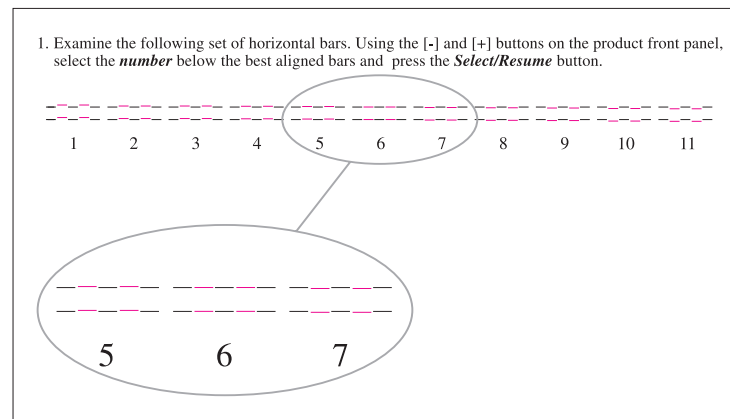 1. Examine the following set of horizontal bars. Using the [-] and [+] buttons on the product front panel,
select the number below the best aligned bars and press the Select/Resume button.
1 2 3 4 5 6 7 8 9 10 11
5 6 7